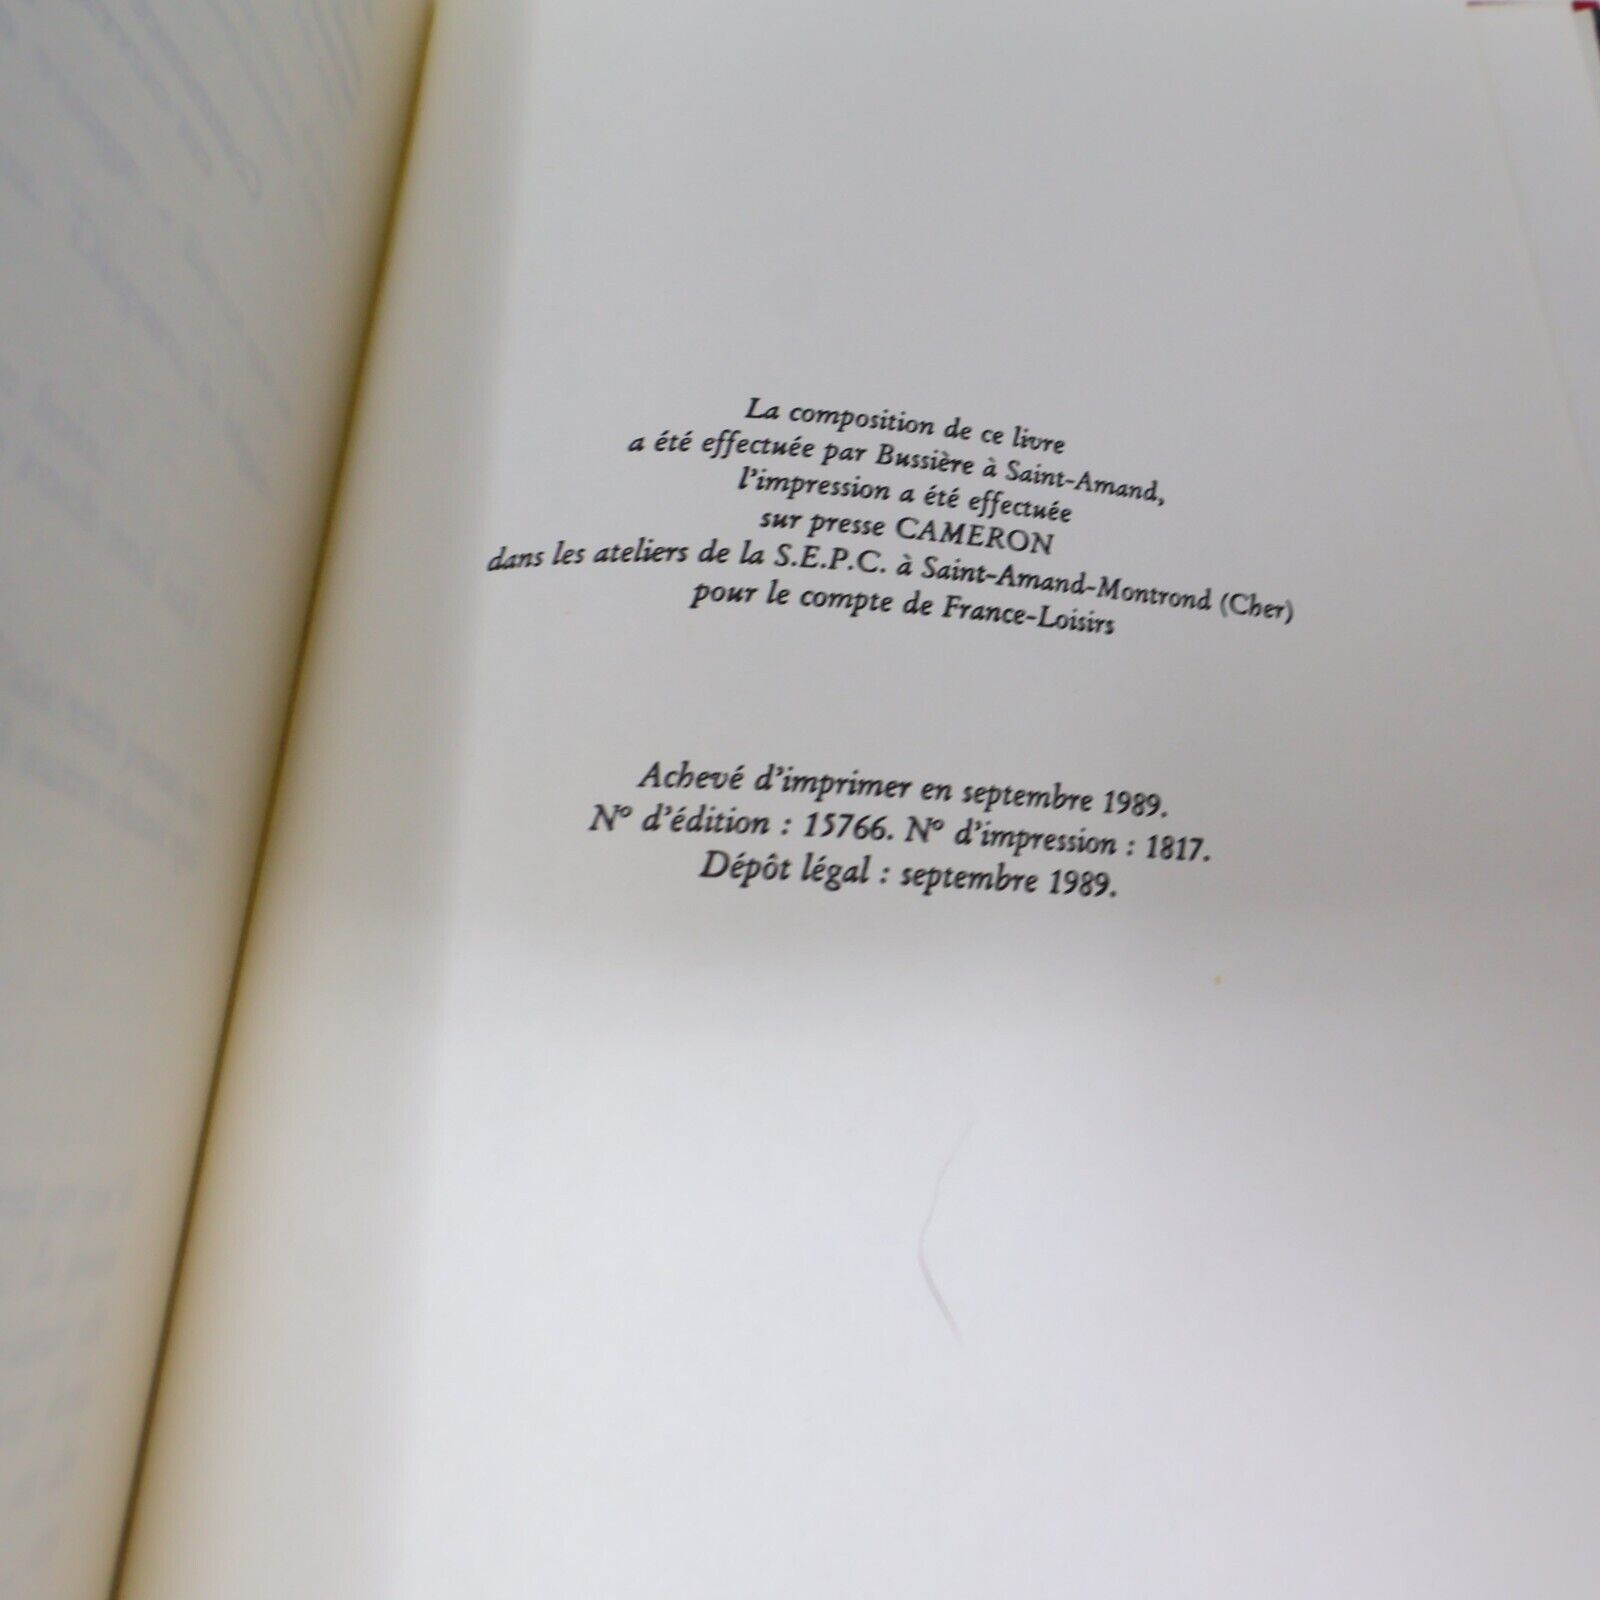 La composition de ce livre
a été effectuée par Bussière à Saint-Amand,
l'impression a été effectuée
sur presse CAMERON
dans les ateliers de la S.E.P.C. à Saint-Amand-Montrond (Cher)
pour le compte de France-Loisirs
Achevé d'imprimer en septembre 1989.
N° d'édition : 15766. N° d'impression : 1817.
Dépôt légal : septembre 1989.